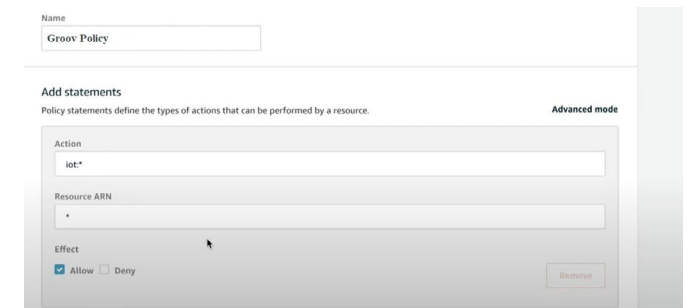 Name
Groov Policy
Add statements
Policy statements define the types of actions that can be performed by a resource.
Advanced mode
Action
iot:*
Resource ARN
*
Effect
Allow Deny
Remove